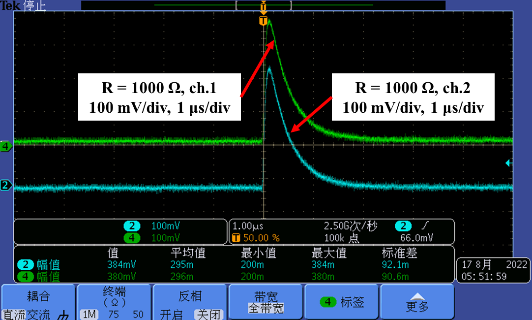 Tek 停止
T
T
R = 1000 Ω, ch.1
100 mV/div, 1 μs/div
R = 1000 Ω, ch.2
100 mV/div, 1 μs/div
4
2
2 100mV
4 100mV
1.00μs
T 50.00 %
2.50G次/秒
100k 点
2
66.0mV
值 平均值 最小值 最大值 标准差
2 幅值 384mV 295m 200m 384m 92.1m
4 幅值 380mV 296m 200m 380m 90.6m
17 8月 2022
05:51:59
耦合
直流 交流
终端
(Ω)
1M 75 50
反相
开启 关闭
带宽
全带宽
4 标签
更多